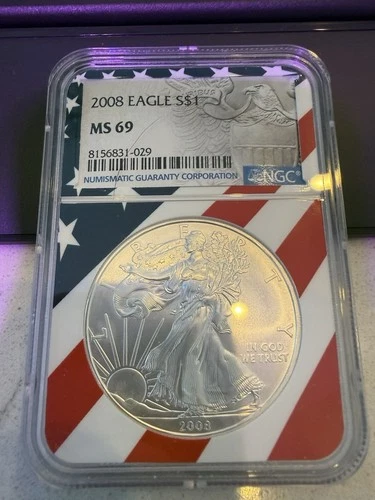 2008 EAGLE S$1
MS 69
8156831-029
NUMISMATIC GUARANTY CORPORATION
NGC
LIBERTY
IN GOD
WE TRUST
2008